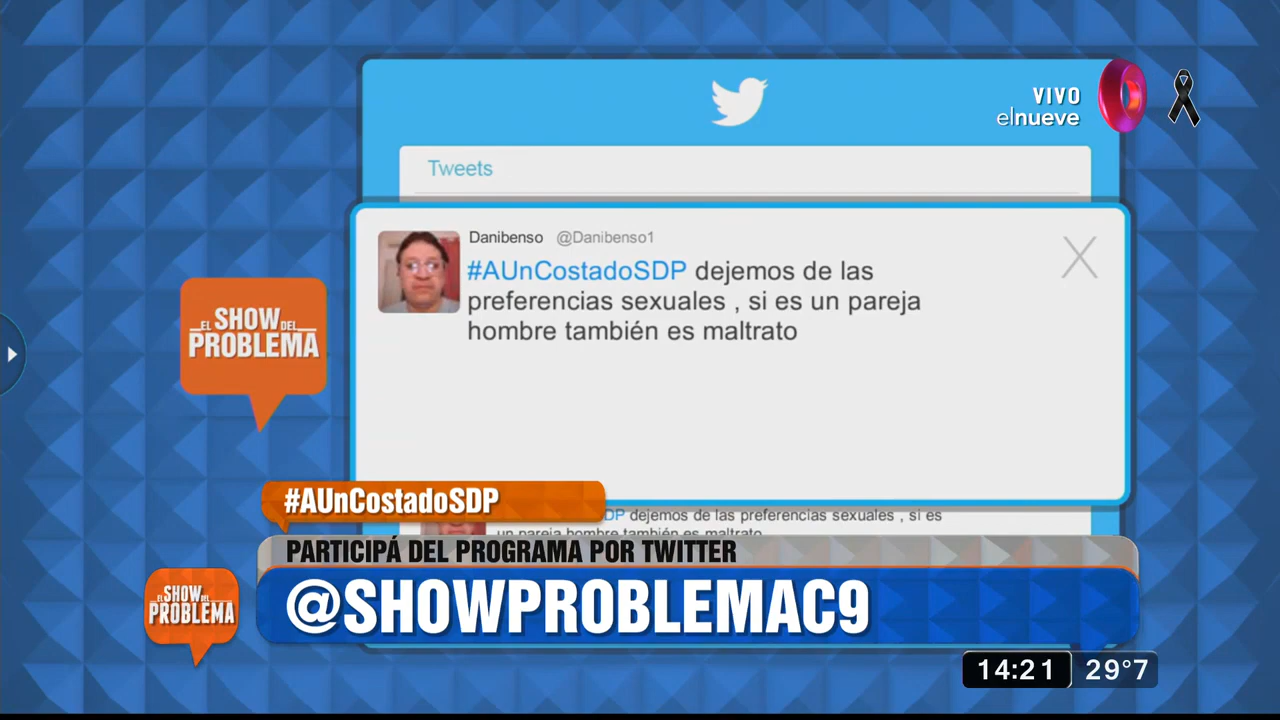 VIVO
elnueve
Tweets
Danibenso @Danibenso1
#AUnCostadoSDP dejemos de las
preferencias sexuales , si es un pareja
hombre también es maltrato
EL SHOW DEL
PROBLEMA
#AUnCostadoSDP
DP dejemos de las preferencias sexuales , si es
un pareja hombre también es maltrato
PARTICIPÁ DEL PROGRAMA POR TWITTER
@SHOWPROBLEMAC9
EL SHOW DEL
PROBLEMA
14:21 29°7